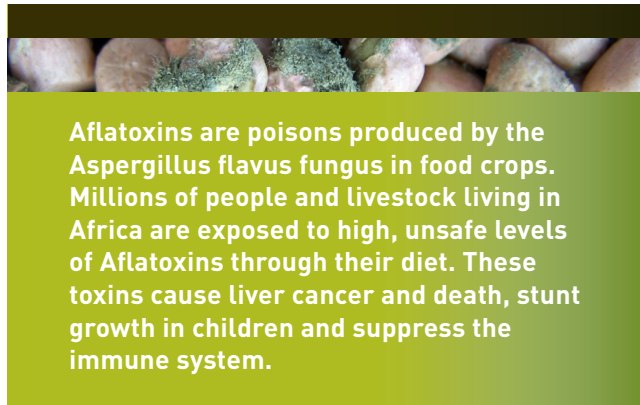 Aflatoxins are poisons produced by the
Aspergillus flavus fungus in food crops.
Millions of people and livestock living in
Africa are exposed to high, unsafe levels
of Aflatoxins through their diet. These
toxins cause liver cancer and death, stunt
growth in children and suppress the
immune system.